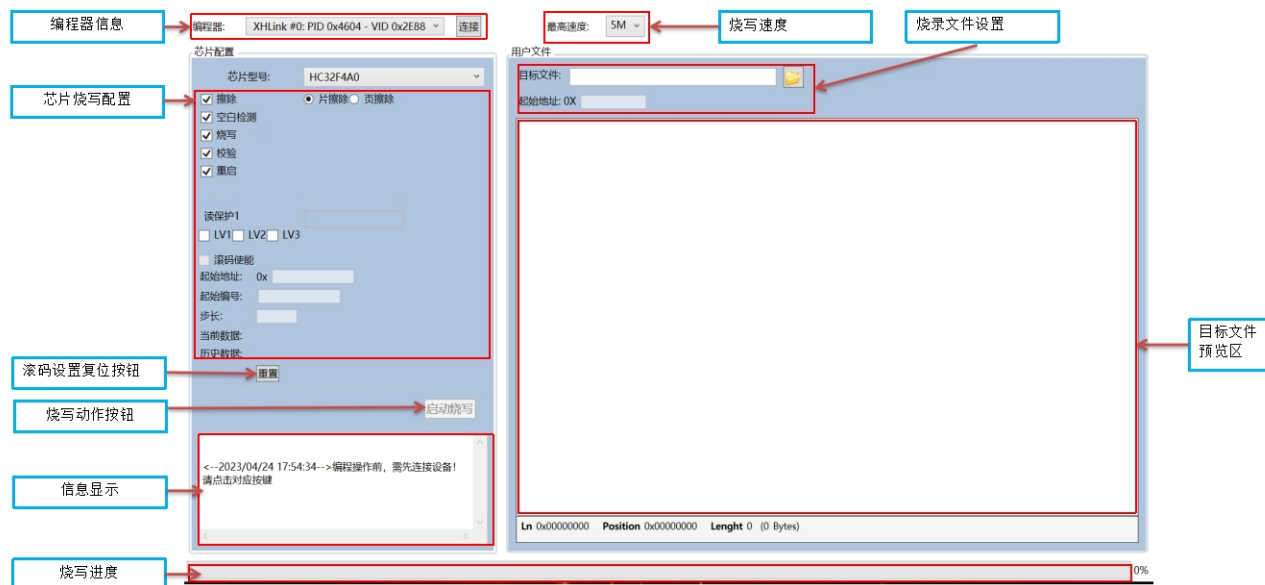 编程器信息
编程器: XHLink #0: PID 0x4604 - VID 0x2E88 连接
最高速度: 5M
烧写速度
烧录文件设置
芯片配置
用户文件
芯片型号: HC32F4A0
目标文件:
起始地址: 0X
芯片烧写配置
擦除 片擦除 页擦除
空白检测
烧写
校验
重启
读保护1
LV1 LV2 LV3
滚码使能
起始地址: 0x
起始编号:
步长:
当前数据:
历史数据:
目标文件
预览区
滚码设置复位按钮
重置
烧写动作按钮
启动烧写
信息显示
<--2023/04/24 17:54:34-->编程操作前，需先连接设备！
请点击对应按键
Ln 0x00000000 Position 0x00000000 Lenght 0 (0 Bytes)
烧写进度
0%